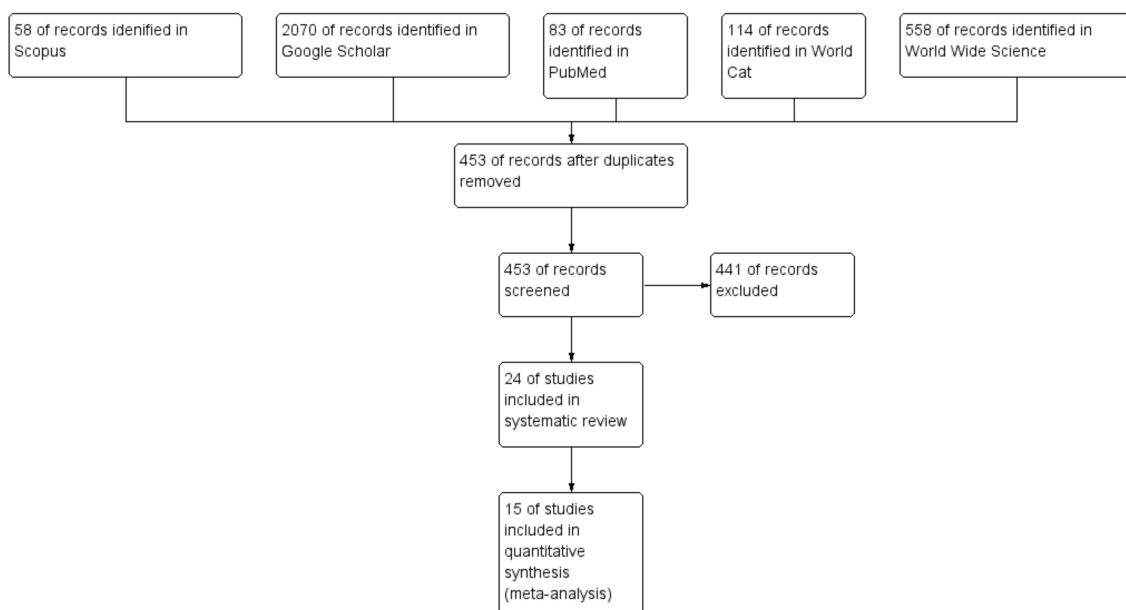 58 of records idenified in
Scopus
2070 of records identified in
Google Scholar
83 of records
identified in
PubMed
114 of records
identified in World
Cat
558 of records identified in
World Wide Science
453 of records after duplicates
removed
453 of records
screened
441 of records
excluded
24 of studies
included in
systematic review
15 of studies
included in
quantitative
synthesis
(meta-analysis)